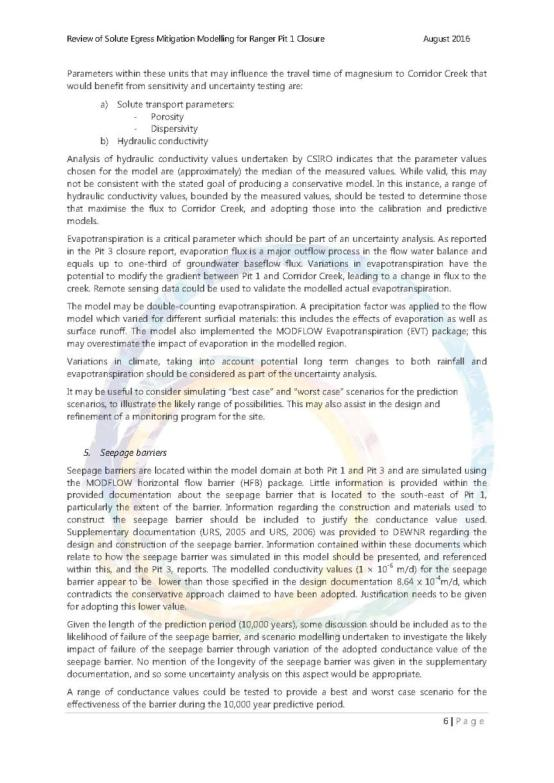 Review of Solute Egress Mitigation Modelling for Ranger Pit 1 Closure August 2016
Parameters within these units that may influence the travel time of magnesium to Corridor Creek that
would benefit from sensitivity and uncertainty testing are:
a) Solute transport parameters:
- Porosity
- Dispersivity
b) Hydraulic conductivity
Analysis of hydraulic conductivity values undertaken by CSIRO indicates that the parameter values
chosen for the model are (approximately) the median of the measured values. While valid, this may
not be consistent with the stated goal of producing a conservative model. In this instance, a range of
hydraulic conductivity values, bounded by the measured values, should be tested to determine those
that maximise the flux to Corridor Creek, and adopting those into the calibration and predictive
models.
Evapotranspiration is a critical parameter which should be part of an uncertainty analysis. As reported
in the Pit 3 closure report, evaporation flux is a major outflow process in the flow water balance and
equals up to one-third of groundwater baseflow flux. Variations in evapotranspiration have the
potential to modify the gradient between Pit 1 and Corridor Creek, leading to a change in flux to the
creek. Remote sensing data could be used to validate the modelled actual evapotranspiration.
The model may be double-counting evapotranspiration. A precipitation factor was applied to the flow
model which varied for different surficial materials: this includes the effects of evaporation as well as
surface runoff. The model also implemented the MODFLOW Evapotranspiration (EVT) package; this
may overestimate the impact of evaporation in the modelled region.
Variations in climate, taking into account potential long term changes to both rainfall and
evapotranspiration should be considered as part of the uncertainty analysis.
It may be useful to consider simulating "best case" and "worst case" scenarios for the prediction
scenarios, to illustrate the likely range of possibilities. This may also assist in the design and
refinement of a monitoring program for the site.
5. Seepage barriers
Seepage barriers are located within the model domain at both Pit 1 and Pit 3 and are simulated using
the MODFLOW horizontal flow barrier (HFB) package. Little information is provided within the
provided documentation about the seepage barrier that is located to the south-east of Pit 1,
particularly the extent of the barrier. Information regarding the construction and materials used to
construct the seepage barrier should be included to justify the conductance value used.
Supplementary documentation (URS, 2005 and URS, 2006) was provided to DEWNR regarding the
design and construction of the seepage barrier. Information contained within these documents which
relate to how the seepage barrier was simulated in this model should be presented, and referenced
within this, and the Pit 3, reports. The modelled conductivity values (1 × 10⁻⁶ m/d) for the seepage
barrier appear to be lower than those specified in the design documentation 8.64 x 10⁻⁴m/d, which
contradicts the conservative approach claimed to have been adopted. Justification needs to be given
for adopting this lower value.
Given the length of the prediction period (10,000 years), some discussion should be included as to the
likelihood of failure of the seepage barrier, and scenario modelling undertaken to investigate the likely
impact of failure of the seepage barrier through variation of the adopted conductance value of the
seepage barrier. No mention of the longevity of the seepage barrier was given in the supplementary
documentation, and so some uncertainty analysis on this aspect would be appropriate.
A range of conductance values could be tested to provide a best and worst case scenario for the
effectiveness of the barrier during the 10,000 year predictive period.
6 | Page